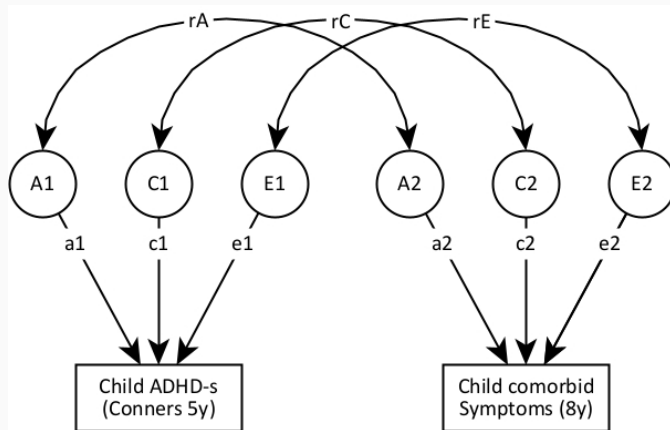 rA rC rE
A1 C1 E1 A2 C2 E2
a1 c1 e1 a2 c2 e2
Child ADHD-s
(Conners 5y)
Child comorbid
Symptoms (8y)